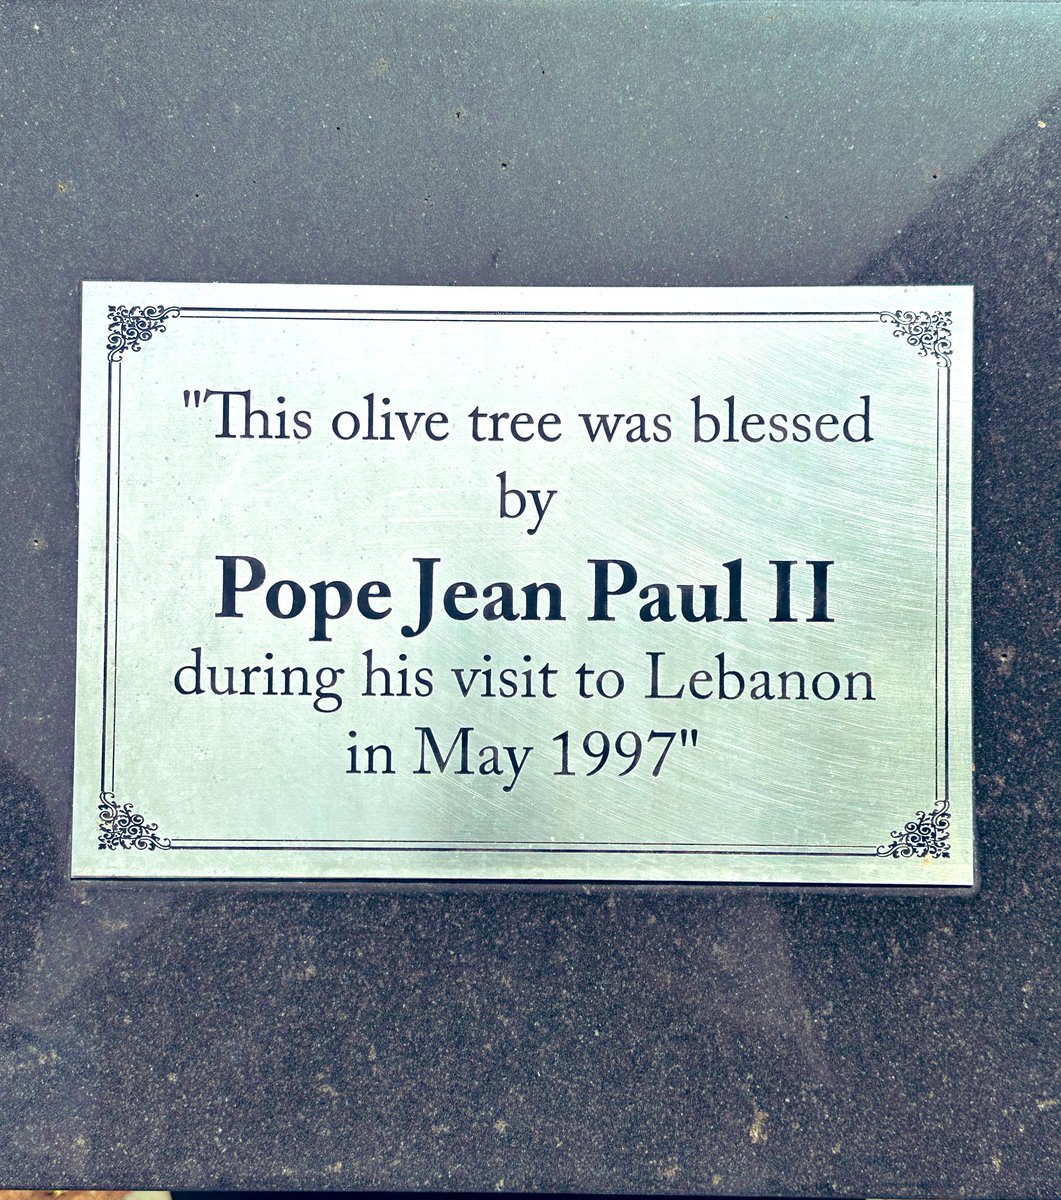 "This olive tree was blessed
by
Pope Jean Paul II
during his visit to Lebanon
in May 1997"